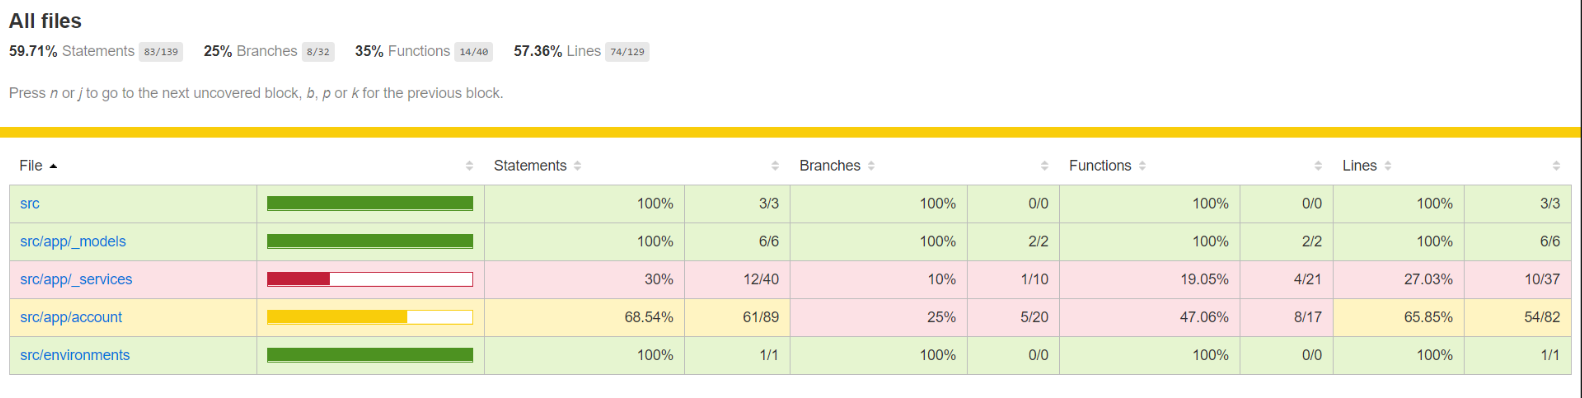 All files
59.71% Statements 83/139 25% Branches 8/32 35% Functions 14/40 57.36% Lines 74/129
Press n or j to go to the next uncovered block, b, p or k for the previous block.
File Statements Branches Functions Lines
src 100% 3/3 100% 0/0 100% 0/0 100% 3/3
src/app/_models 100% 6/6 100% 2/2 100% 2/2 100% 6/6
src/app/_services 30% 12/40 10% 1/10 19.05% 4/21 27.03% 10/37
src/app/account 68.54% 61/89 25% 5/20 47.06% 8/17 65.85% 54/82
src/environments 100% 1/1 100% 0/0 100% 0/0 100% 1/1